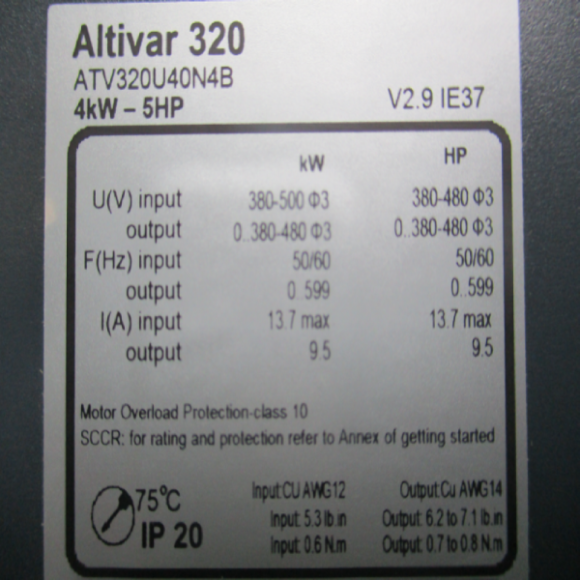 Altivar 320
ATV320U40N4B
4kW – 5HP V2.9 IE37
kW HP
U(V) input 380-500 Φ3 380-480 Φ3
output 0..380-480 Φ3 0..380-480 Φ3
F(Hz) input 50/60 50/60
output 0..599 0..599
I(A) input 13.7 max 13.7 max
output 9.5 9.5
Motor Overload Protection-class 10
SCCR: for rating and protection refer to Annex of getting started
75°C Input:CU AWG12 Output:Cu AWG14
IP 20 Input: 5.3 lb.in Output: 6.2 to 7.1 lb.in
Input: 0.6 N.m Output: 0.7 to 0.8 N.m